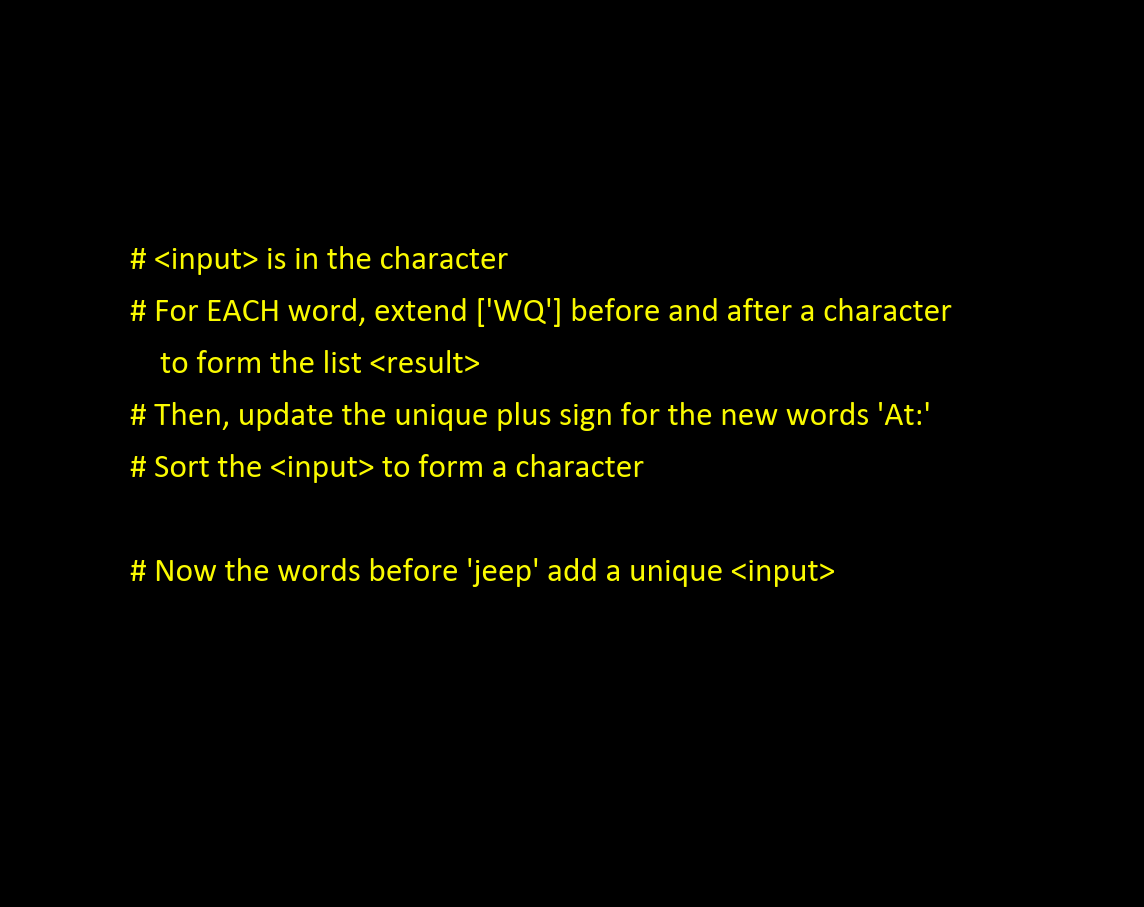 # <input> is in the character
# For EACH word, extend ['WQ'] before and after a character
to form the list <result>
# Then, update the unique plus sign for the new words 'At:'
# Sort the <input> to form a character
# Now the words before 'jeep' add a unique <input>